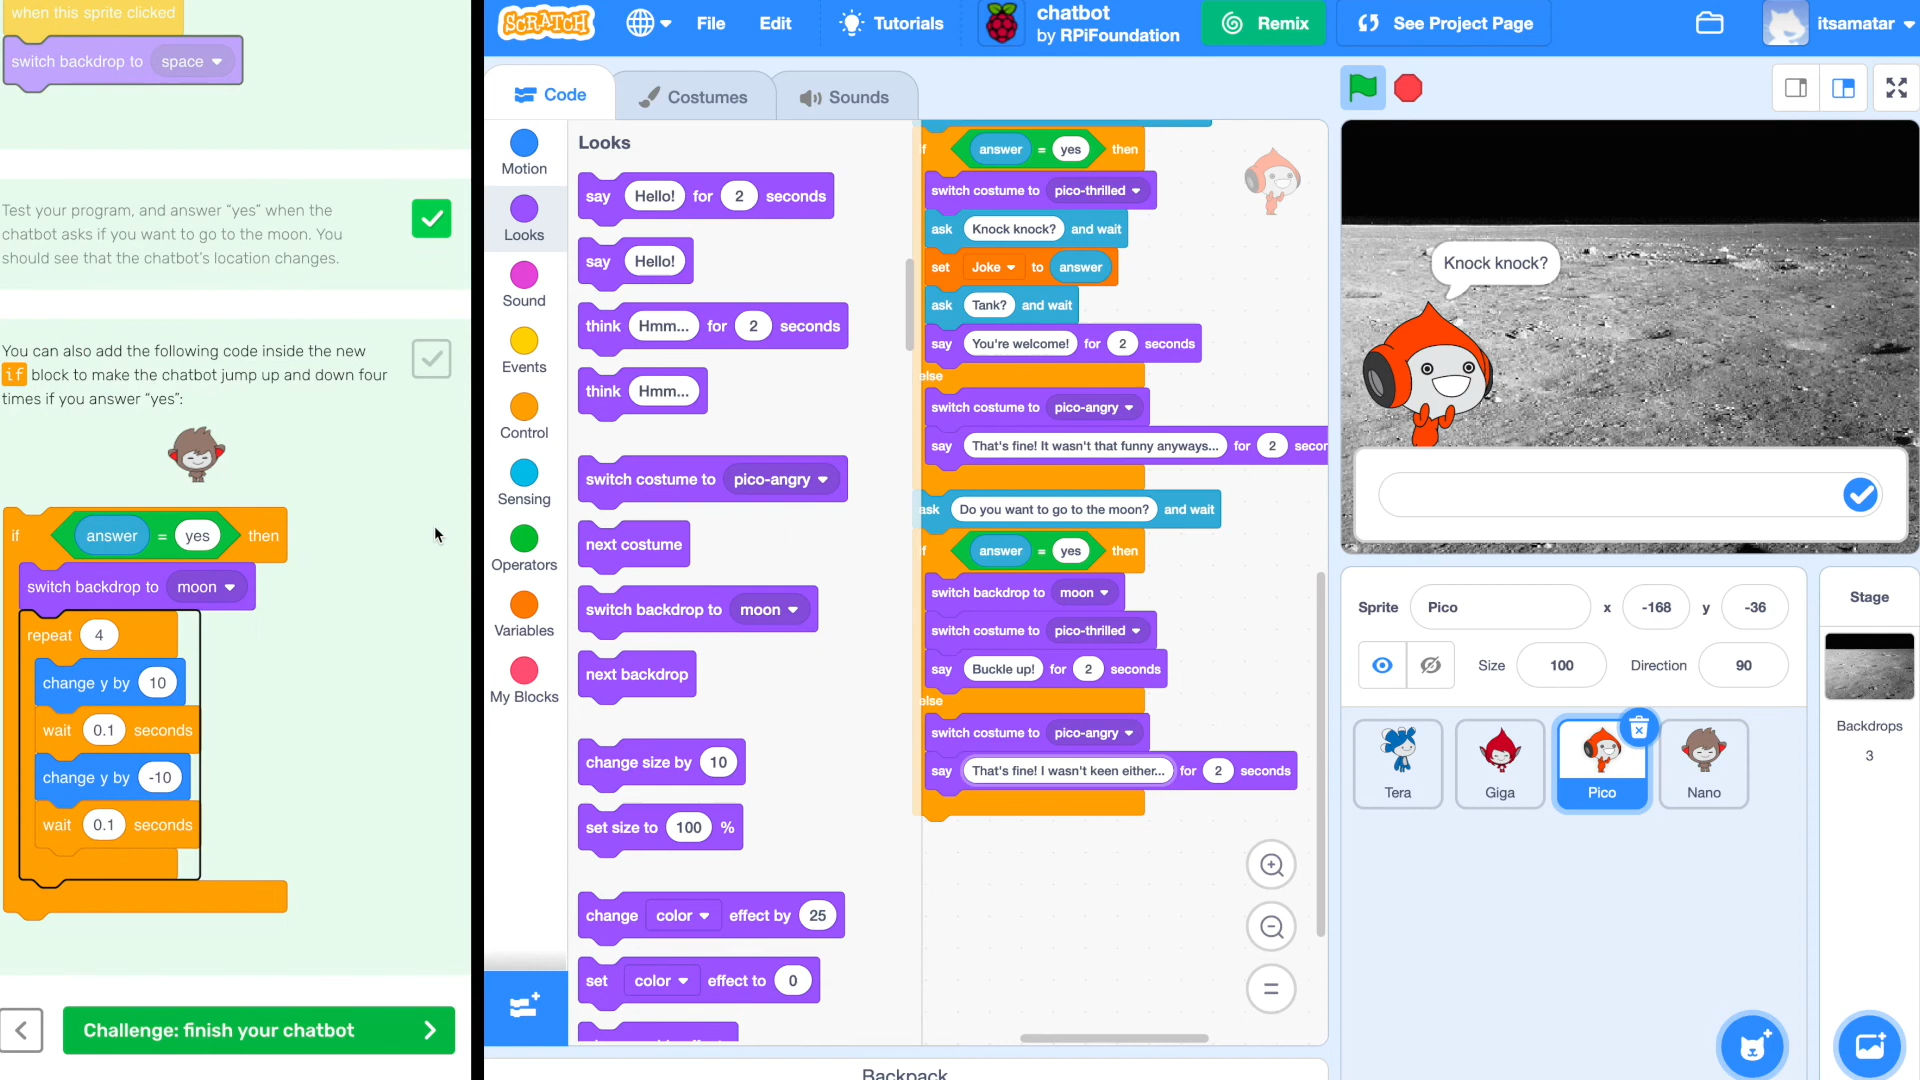 when this sprite clicked
switch backdrop to space
Test your program, and answer “yes” when the
chatbot asks if you want to go to the moon. You
should see that the chatbot’s location changes.
You can also add the following code inside the new
if block to make the chatbot jump up and down four
times if you answer “yes”:
if answer = yes then
switch backdrop to moon
repeat 4
change y by 10
wait 0.1 seconds
change y by -10
wait 0.1 seconds
Challenge: finish your chatbot
SCRATCH
File
Edit
Tutorials
chatbot
by RPiFoundation
Remix
See Project Page
itsamatar
Code
Costumes
Sounds
Motion
Looks
Sound
Events
Control
Sensing
Operators
Variables
My Blocks
Looks
say Hello! for 2 seconds
say Hello!
think Hmm... for 2 seconds
think Hmm...
switch costume to pico-angry
next costume
switch backdrop to moon
next backdrop
change size by 10
set size to 100 %
change color effect by 25
set color effect to 0
if answer = yes then
switch costume to pico-thrilled
ask Knock knock? and wait
set Joke to answer
ask Tank? and wait
say You're welcome! for 2 seconds
else
switch costume to pico-angry
say That's fine! It wasn't that funny anyways... for 2 secon
ask Do you want to go to the moon? and wait
if answer = yes then
switch backdrop to moon
switch costume to pico-thrilled
say Buckle up! for 2 seconds
else
switch costume to pico-angry
say That's fine! I wasn't keen either... for 2 seconds
Backpack
Knock knock?
Sprite Pico x -168 y -36
Size 100 Direction 90
Tera
Giga
Pico
Nano
Stage
Backdrops
3